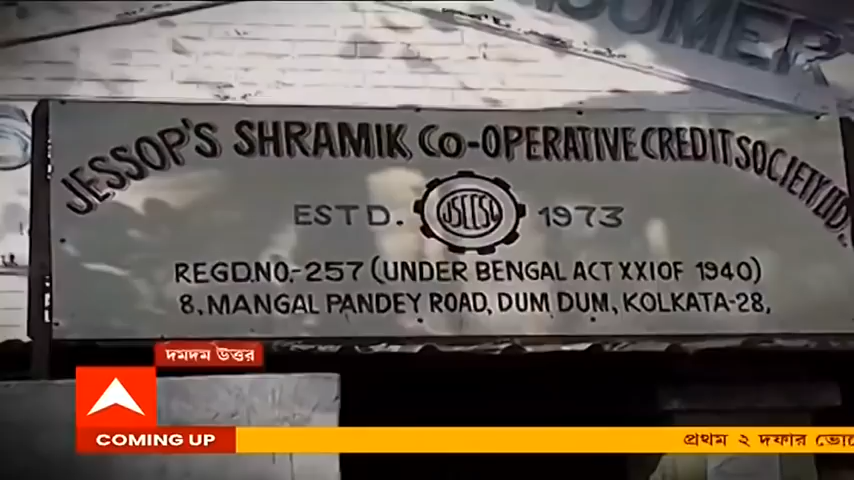 JESSOP'S SHRAMIK CO-OPERATIVE CREDIT SOCIETY LTD.
ESTD. JSCCSL 1973
REGD.NO.-257 (UNDER BENGAL ACT XXI OF 1940)
8, MANGAL PANDEY ROAD, DUM DUM, KOLKATA-28.
দমদম উত্তর
COMING UP
প্রথম ২ দফার